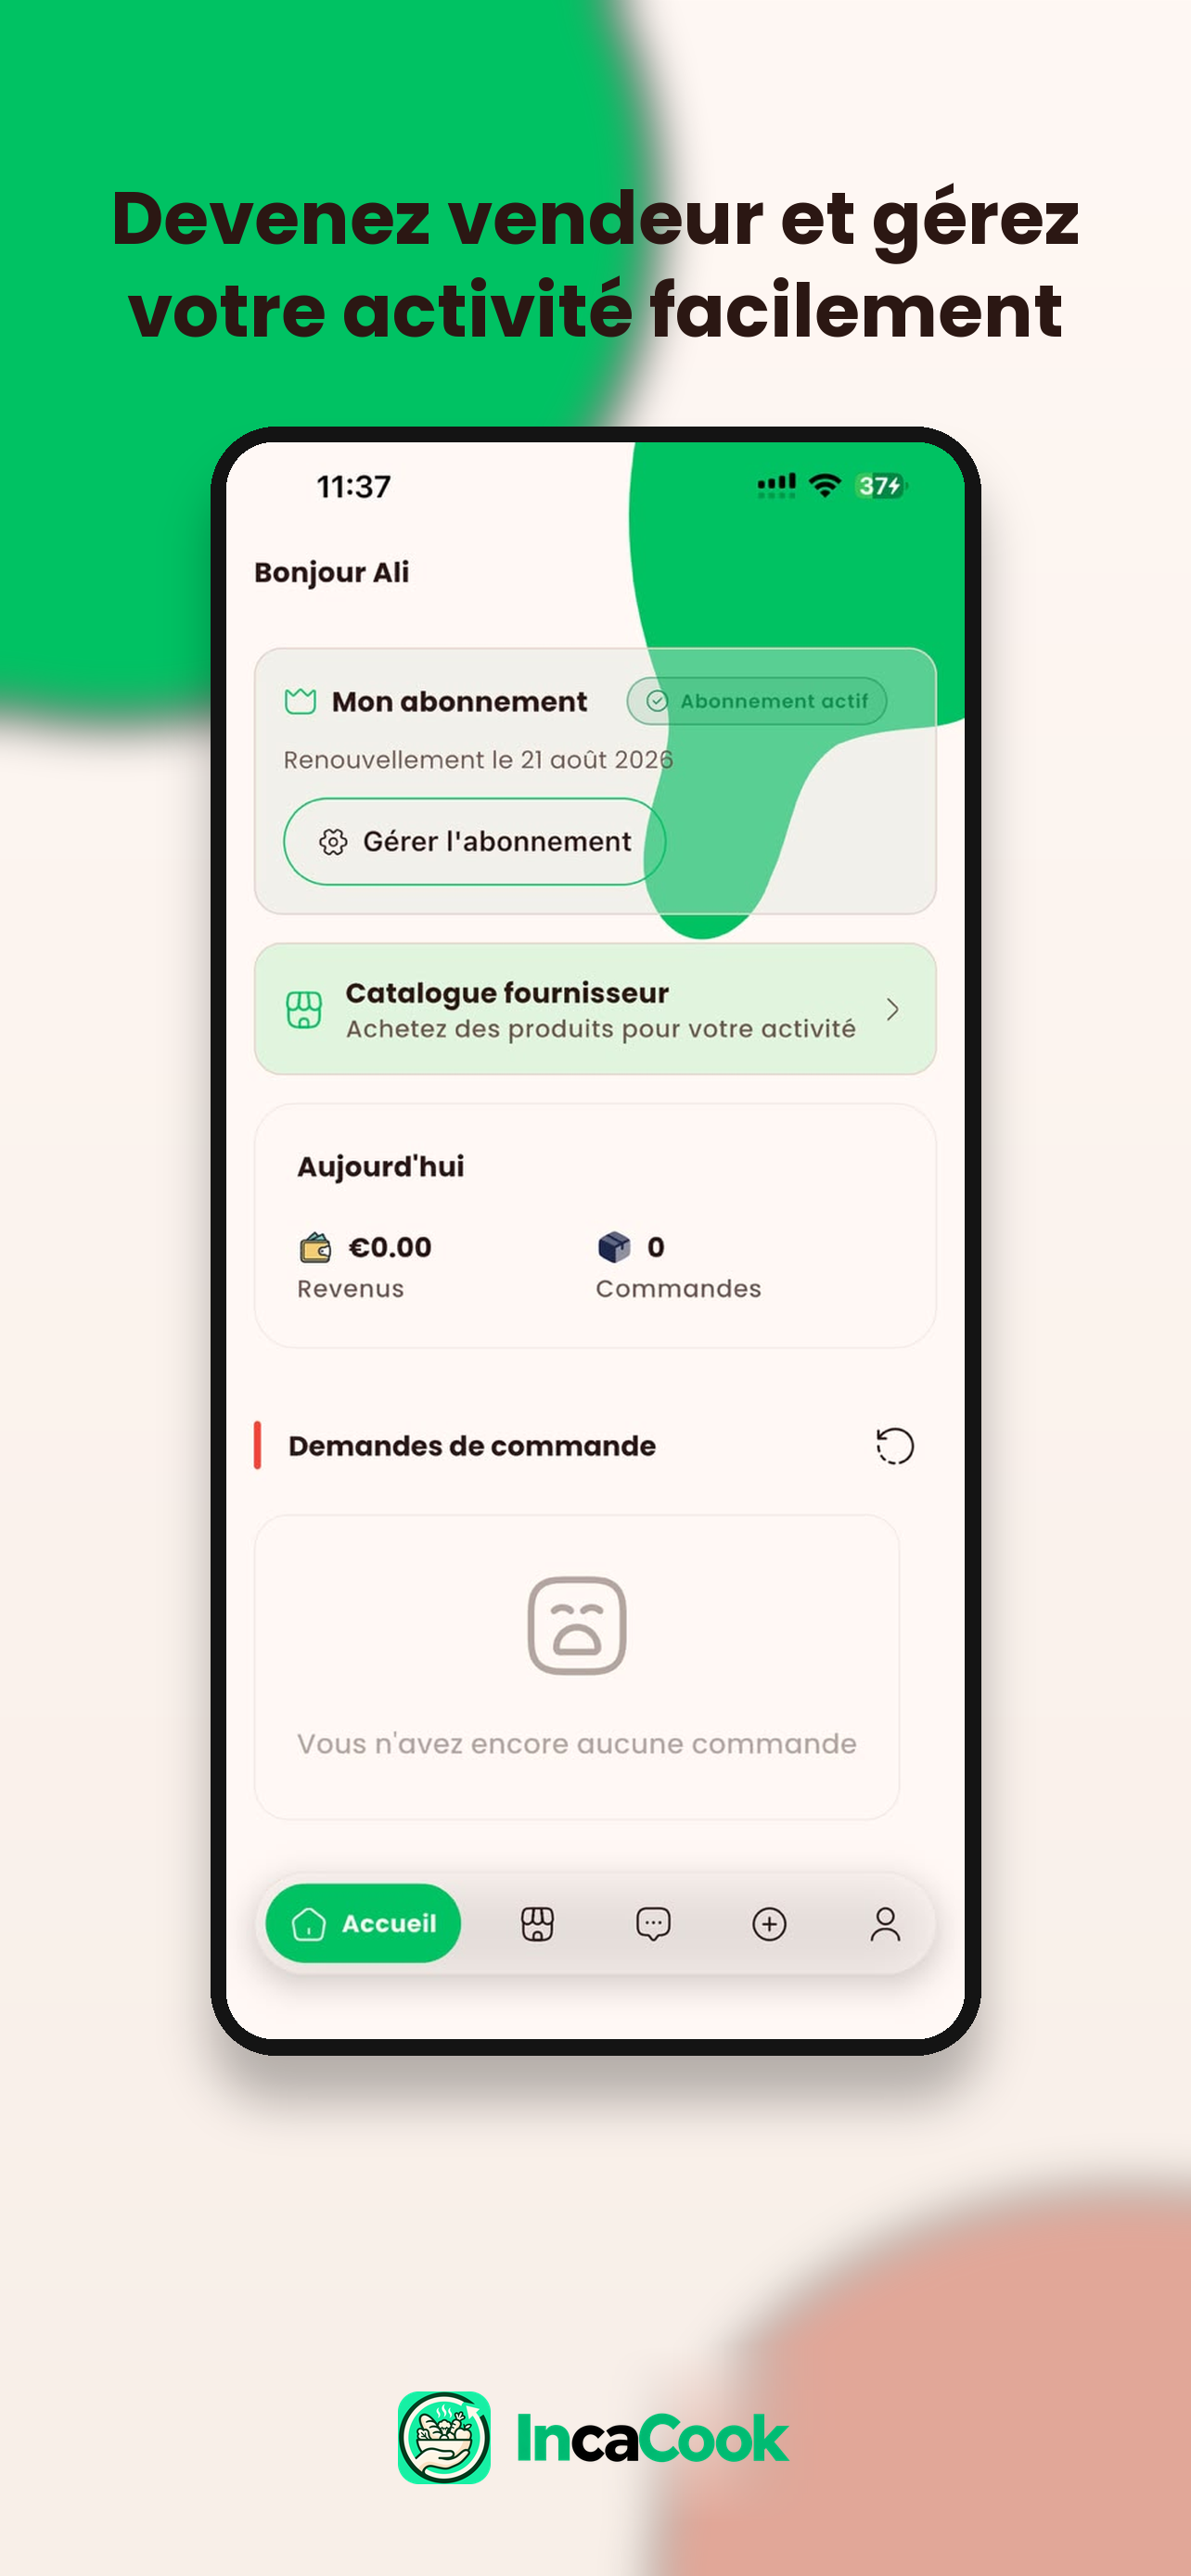 Devenez vendeur et gérez
votre activité facilement
11:37
37
Bonjour Ali
Mon abonnement
Abonnement actif
Renouvellement le 21 août 2026
Gérer l'abonnement
Catalogue fournisseur
Achetez des produits pour votre activité
Aujourd'hui
€0.00
0
Revenus
Commandes
Demandes de commande
Vous n'avez encore aucune commande
Accueil
IncaCook